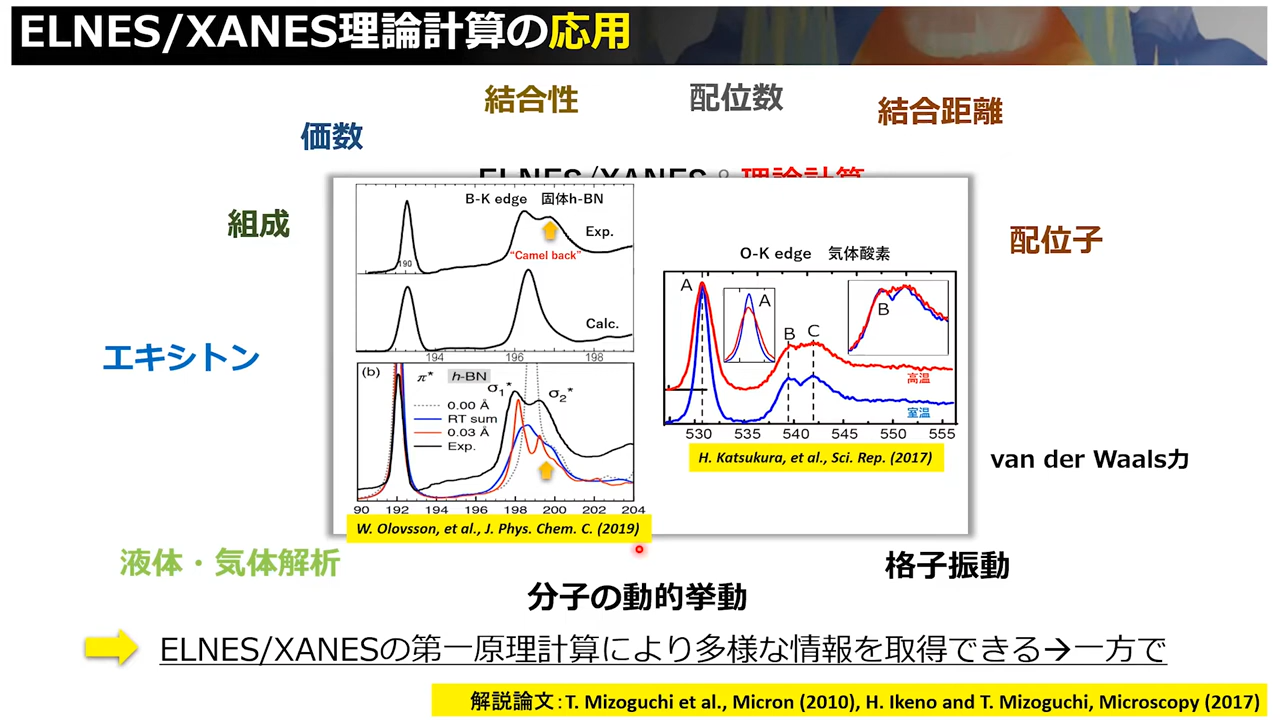 ELNES/XANES理論計算の応用
結合性
配位数
結合距離
価数
ELNES/XANES & 理論計算
組成
配位子
エキシトン
B-K edge 固体h-BN
Exp.
"Camel back"
190
Calc.
194 196 198
(b) π* h-BN σ1* σ2*
0.00 Å
RT sum
0.03 Å
Exp.
90 192 194 196 198 200 202 204
W. Olovsson, et al., J. Phys. Chem. C. (2019)
O-K edge 気体酸素
A
A
B
B C
高温
室温
530 535 540 545 550 555
H. Katsukura, et al., Sci. Rep. (2017)
van der Waals力
液体・気体解析
格子振動
分子の動的挙動
ELNES/XANESの第一原理計算により多様な情報を取得できる→一方で
解説論文：T. Mizoguchi et al., Micron (2010), H. Ikeno and T. Mizoguchi, Microscopy (2017)